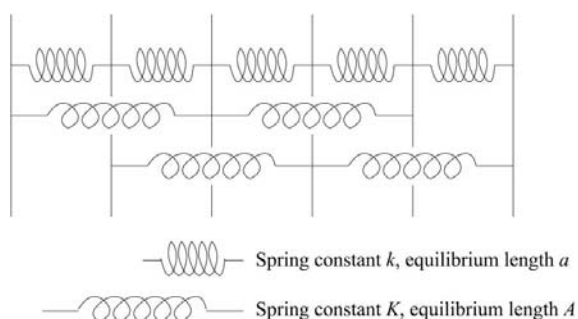 Spring constant k, equilibrium length a
Spring constant K, equilibrium length A